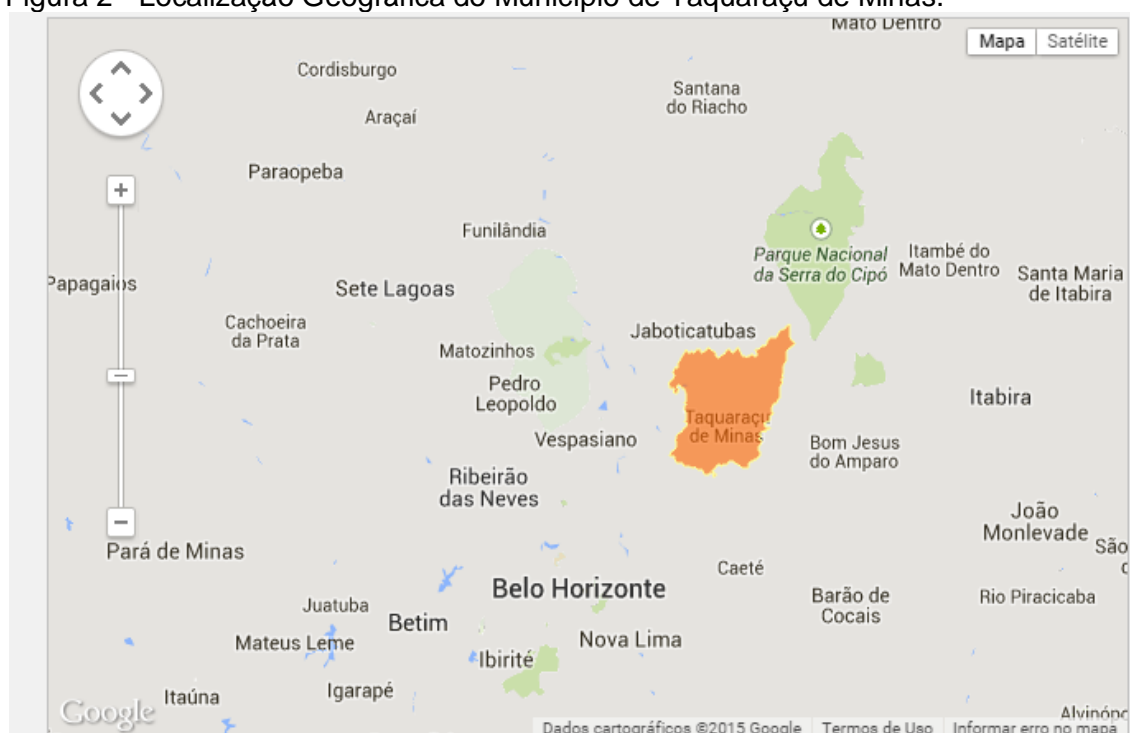 Figura 2 - Localização Geográfica do Município de Taquaraçu de Minas.
Mato Dentro
Mapa Satélite
Cordisburgo
Santana
do Riacho
Araçaí
Paraopeba
+
Funilândia
Parque Nacional
da Serra do Cipó
Itambé do
Mato Dentro
Santa Maria
de Itabira
Papagaios
Sete Lagoas
Cachoeira
da Prata
Jaboticatubas
Matozinhos
Pedro
Leopoldo
Itabira
Taquaraçu
de Minas
Vespasiano
Bom Jesus
do Amparo
Ribeirão
das Neves
João
Monlevade
São
Pará de Minas
Caeté
Belo Horizonte
Barão de
Cocais
Rio Piracicaba
Juatuba
Betim
Mateus Leme
Nova Lima
Ibirité
Igarapé
Itaúna
Google
Alvinópo
Dados cartográficos ©2015 Google Termos de Uso Informar erro no mapa